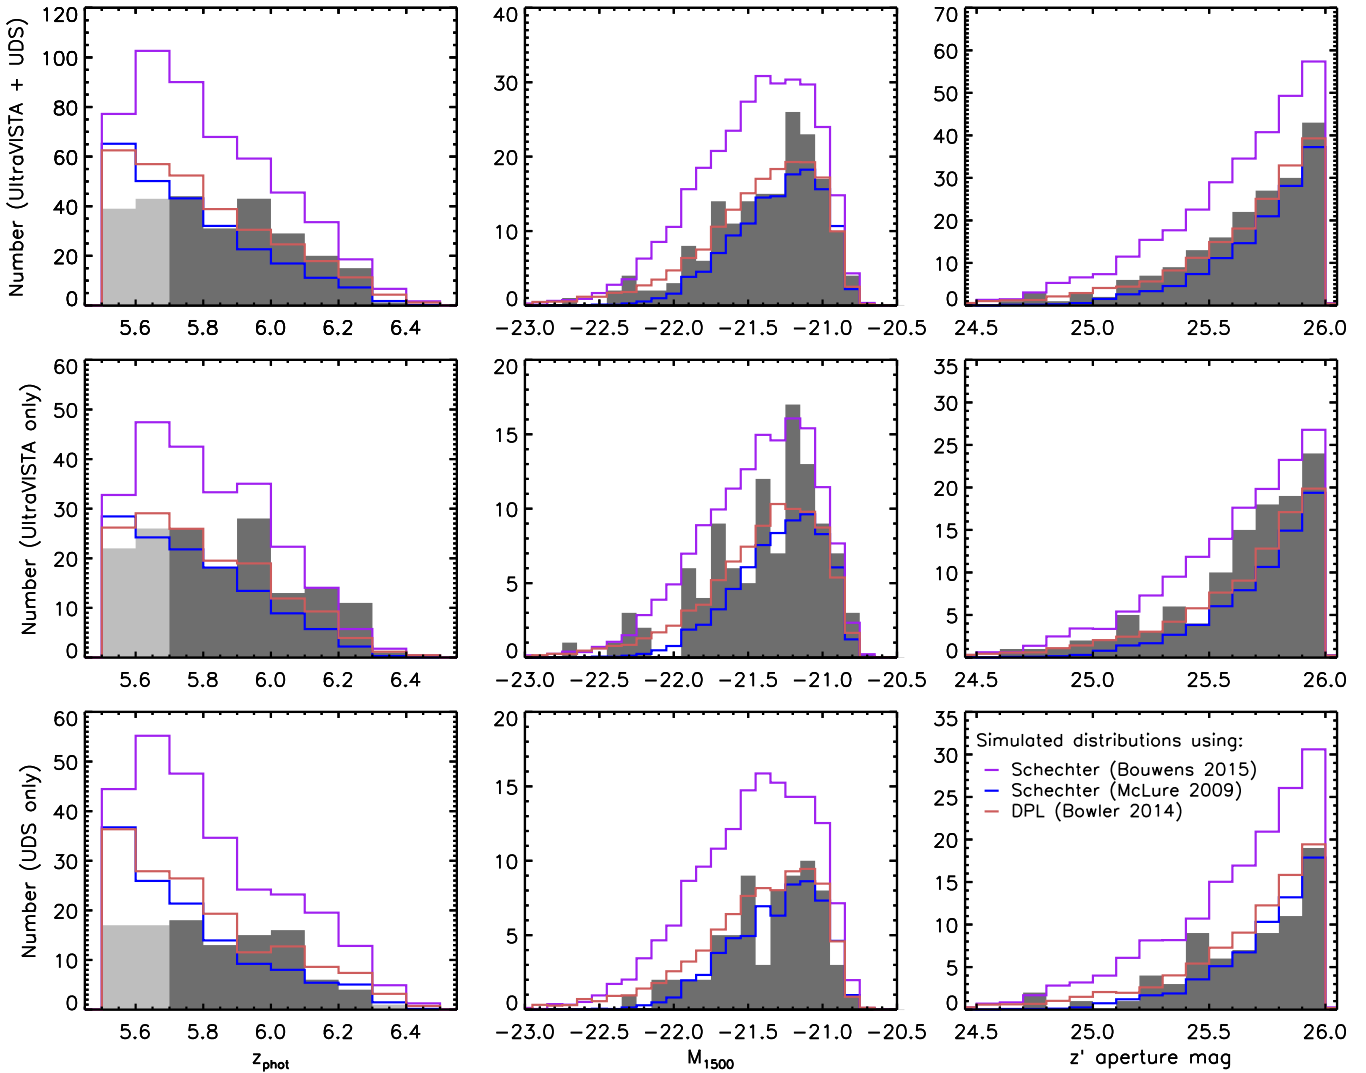 Number (UltraVISTA + UDS)
0 20 40 60 80 100 120
5.6 5.8 6.0 6.2 6.4
0 10 20 30 40
−23.0 −22.5 −22.0 −21.5 −21.0 −20.5
0 10 20 30 40 50 60 70
24.5 25.0 25.5 26.0
Number (UltraVISTA only)
0 10 20 30 40 50 60
5.6 5.8 6.0 6.2 6.4
0 5 10 15 20
−23.0 −22.5 −22.0 −21.5 −21.0 −20.5
0 5 10 15 20 25 30 35
24.5 25.0 25.5 26.0
Number (UDS only)
0 10 20 30 40 50 60
5.6 5.8 6.0 6.2 6.4
z_phot
0 5 10 15 20
−23.0 −22.5 −22.0 −21.5 −21.0 −20.5
M_1500
0 5 10 15 20 25 30 35
Simulated distributions using:
Schechter (Bouwens 2015)
Schechter (McLure 2009)
DPL (Bowler 2014)
24.5 25.0 25.5 26.0
z' aperture mag